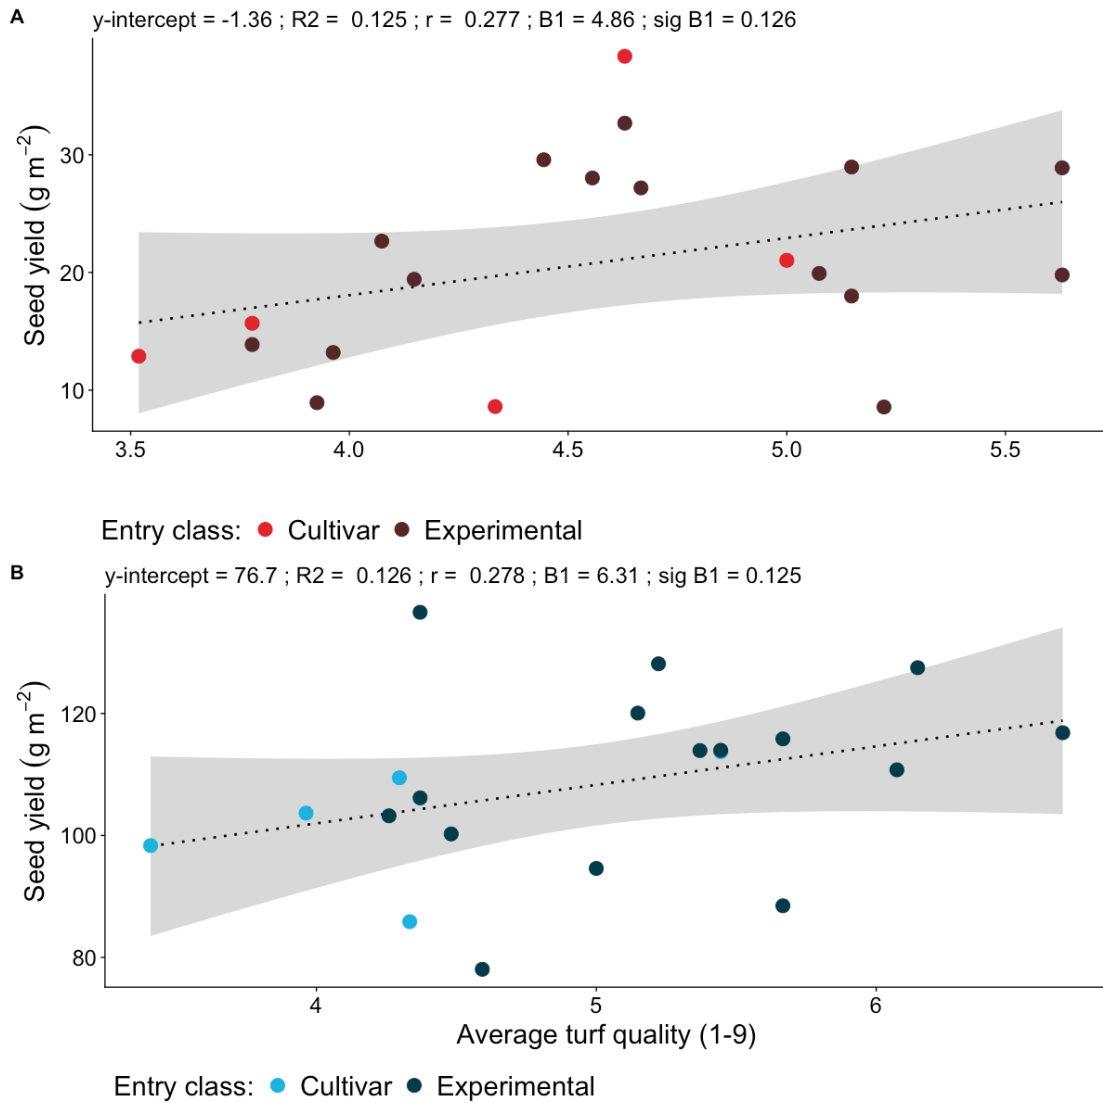 A
y-intercept = -1.36 ; R2 =  0.125 ; r =  0.277 ; B1 = 4.86 ; sig B1 = 0.126
Seed yield (g m⁻²)
30
20
10
3.5 4.0 4.5 5.0 5.5
Entry class: Cultivar Experimental
B
y-intercept = 76.7 ; R2 =  0.126 ; r =  0.278 ; B1 = 6.31 ; sig B1 = 0.125
Seed yield (g m⁻²)
120
100
80
4 5 6
Average turf quality (1-9)
Entry class: Cultivar Experimental